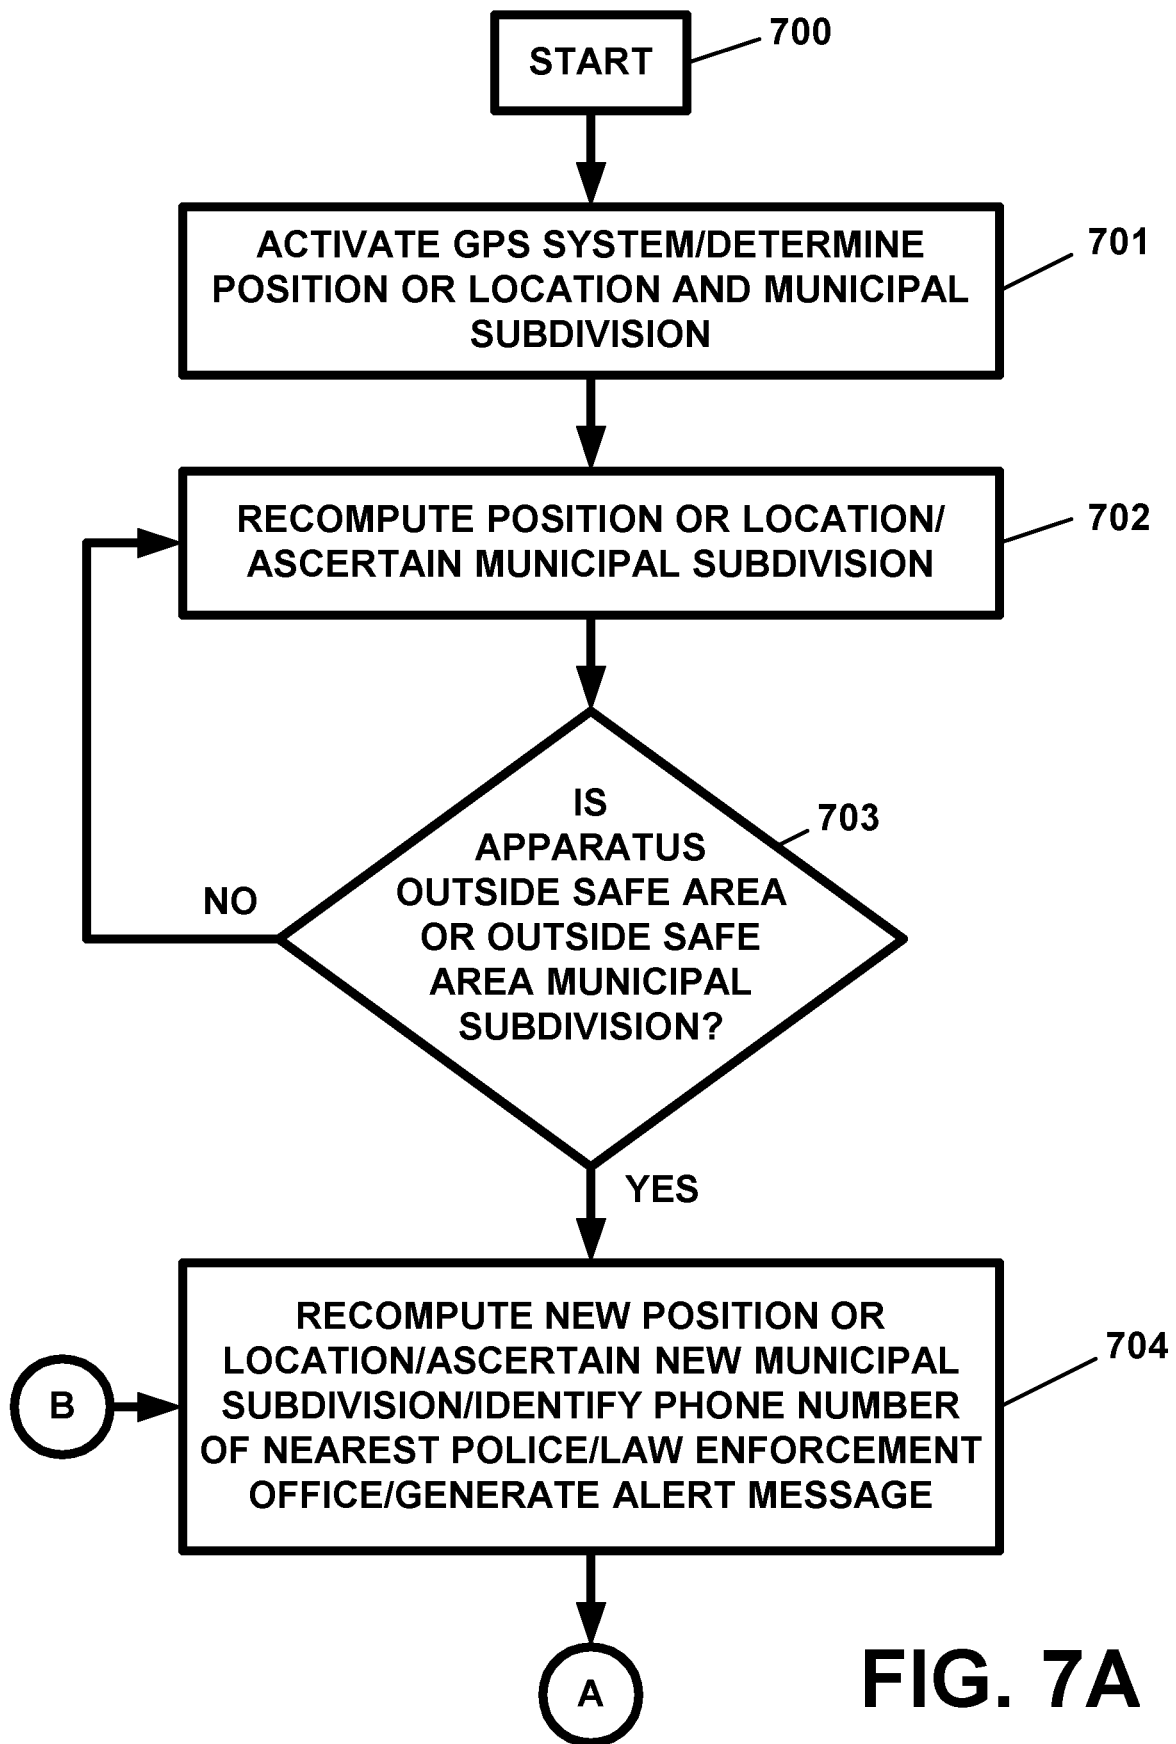 START
700
ACTIVATE GPS SYSTEM/DETERMINE
POSITION OR LOCATION AND MUNICIPAL
SUBDIVISION
701
RECOMPUTE POSITION OR LOCATION/
ASCERTAIN MUNICIPAL SUBDIVISION
702
IS
APPARATUS
OUTSIDE SAFE AREA
OR OUTSIDE SAFE
AREA MUNICIPAL
SUBDIVISION?
703
NO
YES
RECOMPUTE NEW POSITION OR
LOCATION/ASCERTAIN NEW MUNICIPAL
SUBDIVISION/IDENTIFY PHONE NUMBER
OF NEAREST POLICE/LAW ENFORCEMENT
OFFICE/GENERATE ALERT MESSAGE
704
B
A
FIG. 7A